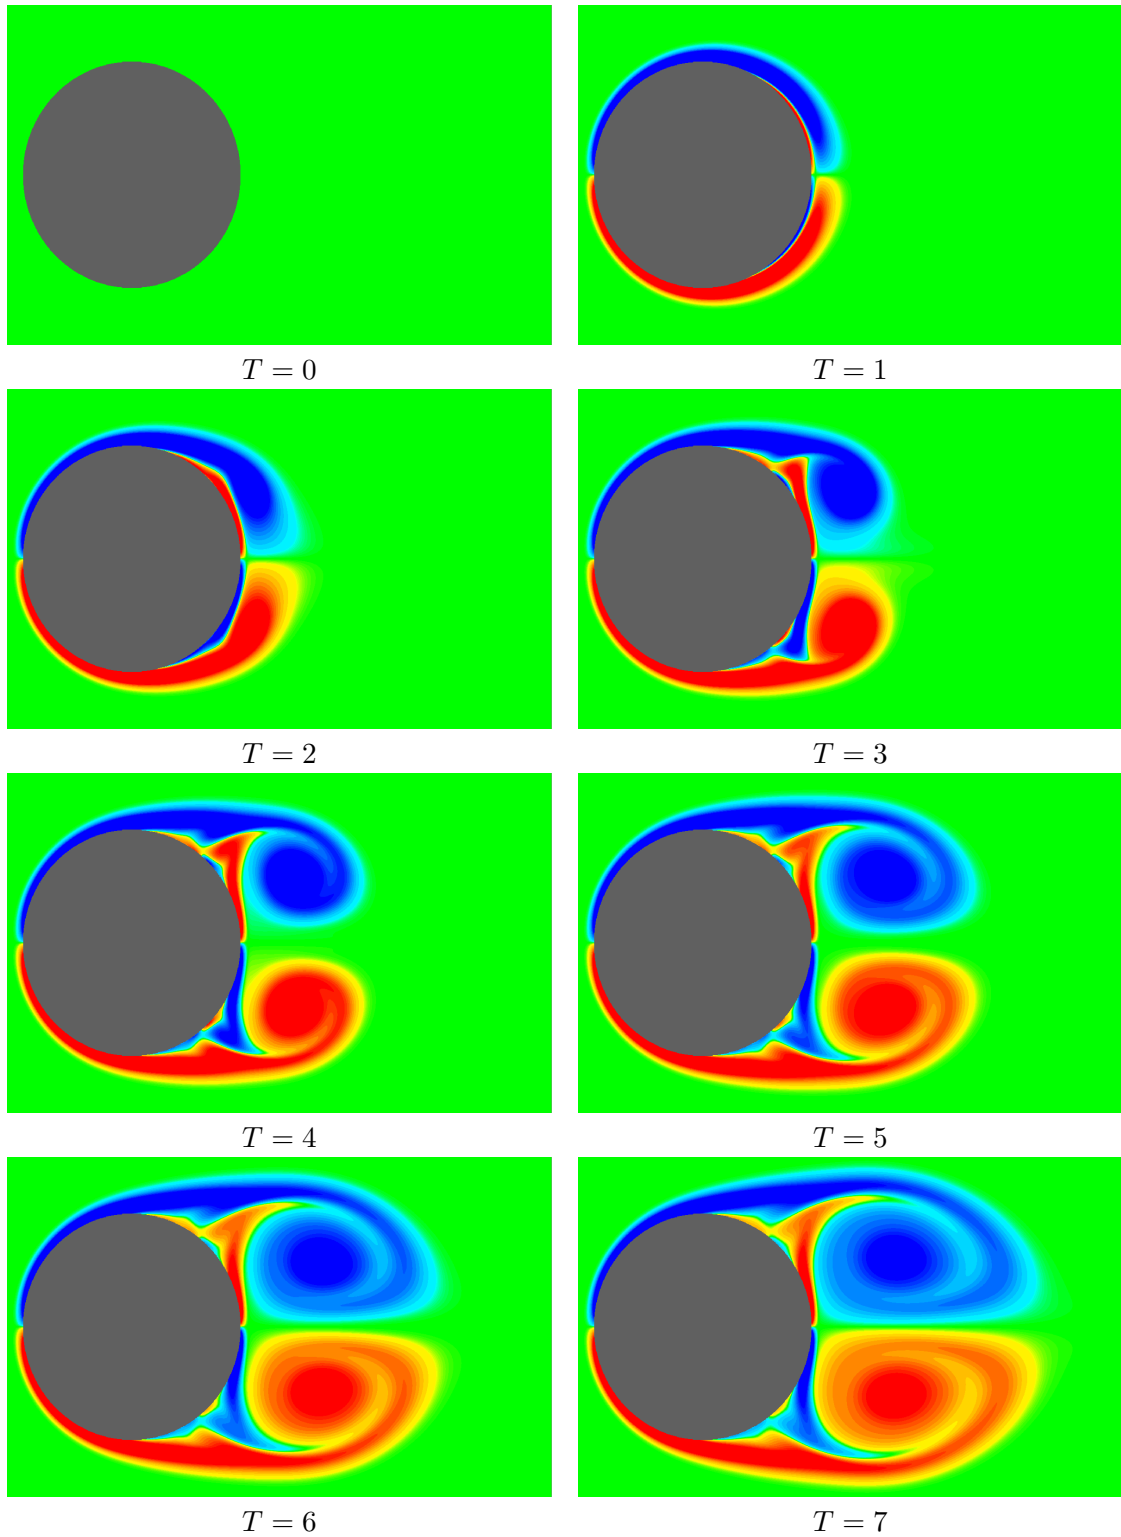 T = 0
T = 1
T = 2
T = 3
T = 4
T = 5
T = 6
T = 7